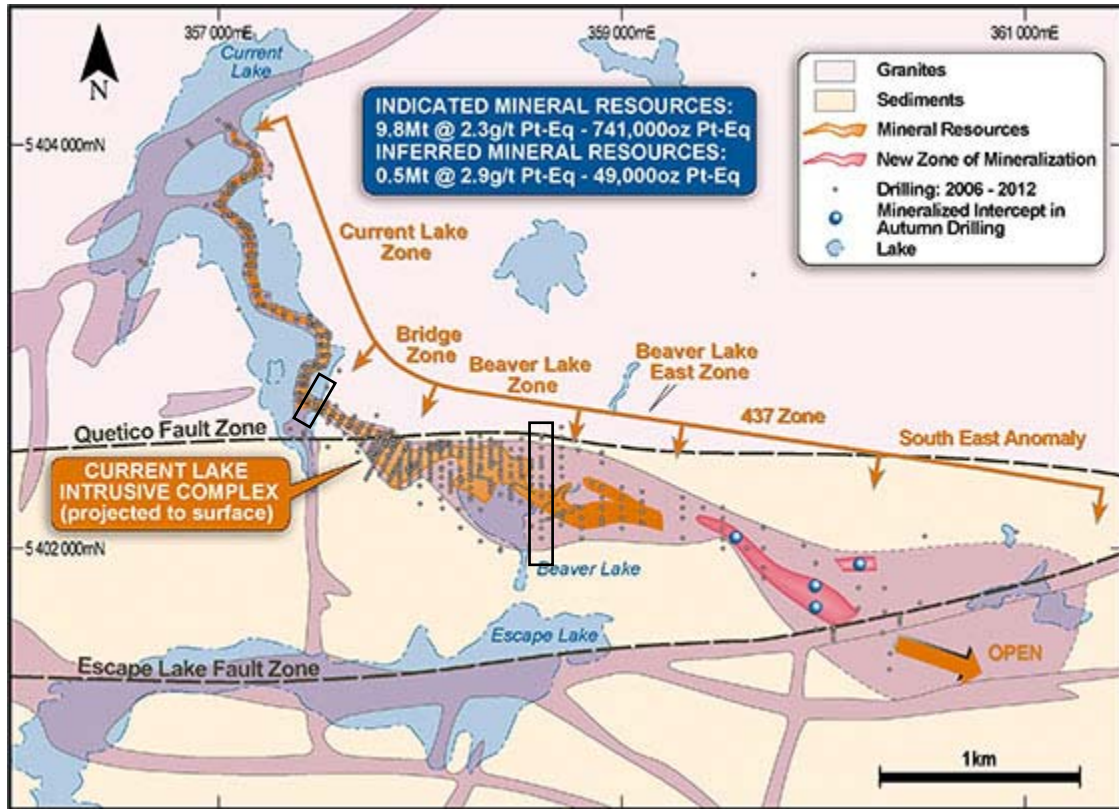 357 000mE
359 000mE
361 000mE
Current
Lake
N
5 404 000mN
INDICATED MINERAL RESOURCES:
9.8Mt @ 2.3g/t Pt-Eq - 741,000oz Pt-Eq
INFERRED MINERAL RESOURCES:
0.5Mt @ 2.9g/t Pt-Eq - 49,000oz Pt-Eq
Granites
Sediments
Mineral Resources
New Zone of Mineralization
Drilling: 2006 - 2012
Mineralized Intercept in
Autumn Drilling
Lake
Current Lake
Zone
Bridge
Zone
Beaver Lake
Zone
Beaver Lake
East Zone
437 Zone
South East Anomaly
Quetico Fault Zone
CURRENT LAKE
INTRUSIVE COMPLEX
(projected to surface)
5 402 000mN
Beaver Lake
Escape Lake
Escape Lake Fault Zone
OPEN
1km